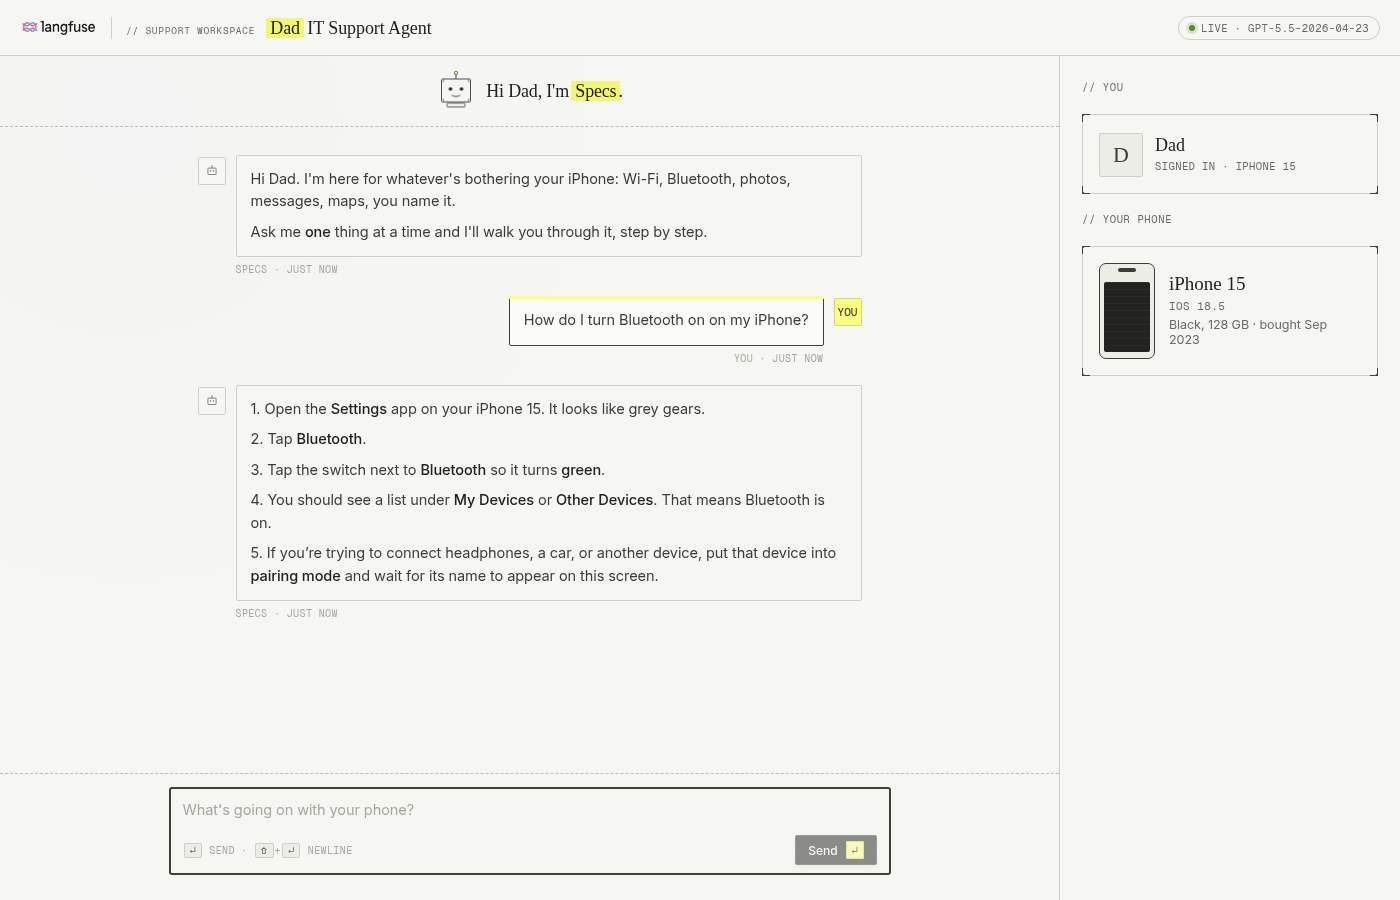 langfuse
// SUPPORT WORKSPACE
Dad IT Support Agent
LIVE · GPT-5.5-2026-04-23
Hi Dad, I'm Specs.
Hi Dad. I'm here for whatever's bothering your iPhone: Wi-Fi, Bluetooth, photos,
messages, maps, you name it.
Ask me one thing at a time and I'll walk you through it, step by step.
SPECS · JUST NOW
How do I turn Bluetooth on on my iPhone?
YOU
YOU · JUST NOW
1. Open the Settings app on your iPhone 15. It looks like grey gears.
2. Tap Bluetooth.
3. Tap the switch next to Bluetooth so it turns green.
4. You should see a list under My Devices or Other Devices. That means Bluetooth is
on.
5. If you’re trying to connect headphones, a car, or another device, put that device into
pairing mode and wait for its name to appear on this screen.
SPECS · JUST NOW
What's going on with your phone?
↵ SEND · ⇧+↵ NEWLINE
Send ↵
// YOU
D
Dad
SIGNED IN · IPHONE 15
// YOUR PHONE
iPhone 15
IOS 18.5
Black, 128 GB · bought Sep
2023